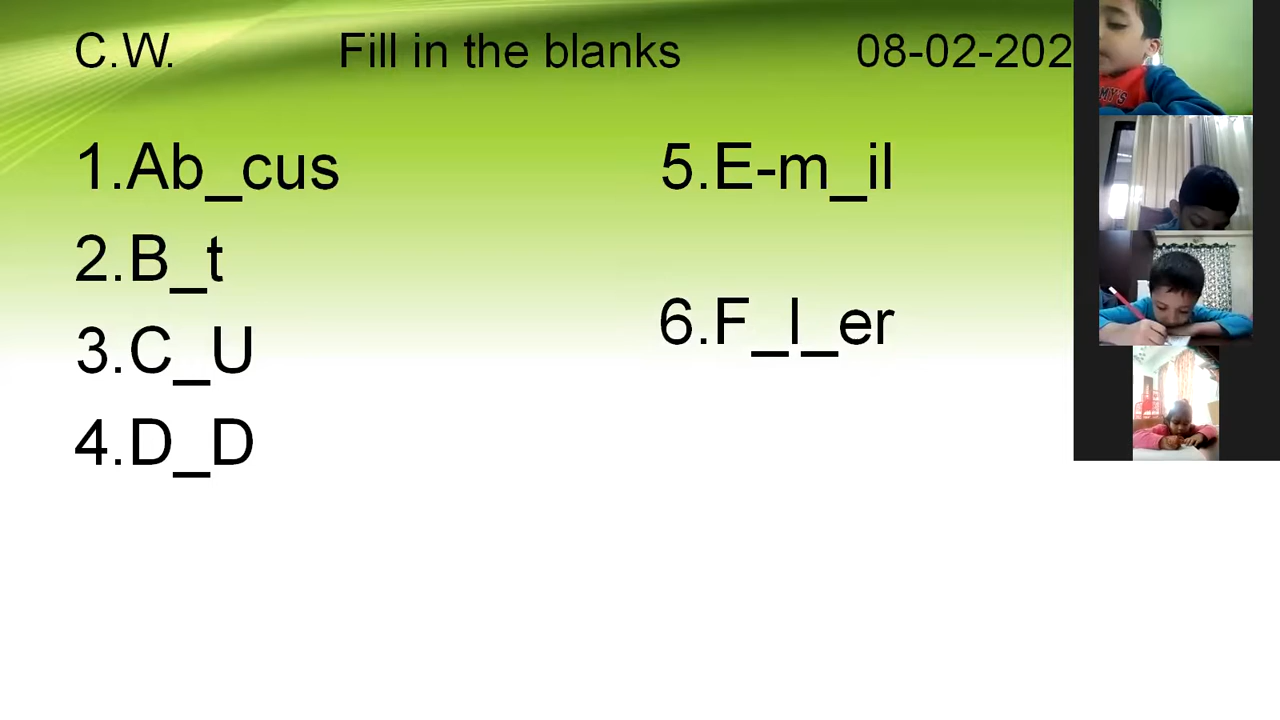 C.W. Fill in the blanks 08-02-202
1.Ab_cus
2.B_t
3.C_U
4.D_D
5.E-m_il
6.F_l_er
MY'S